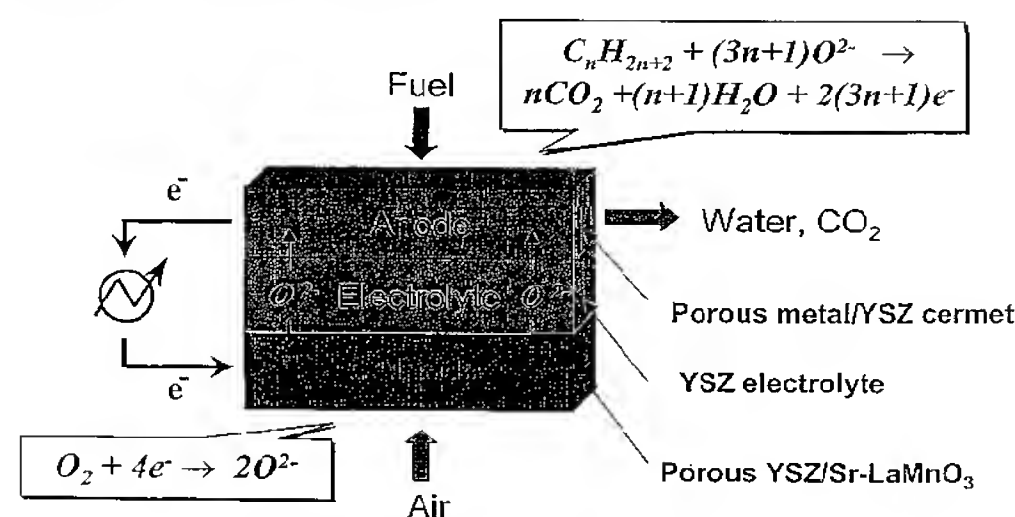 CₙH₂ₙ₊₂ + (3n+1)O²⁻ →
nCO₂ +(n+1)H₂O + 2(3n+1)e⁻
Fuel
e⁻
Anode
Water, CO₂
O²⁻ Electrolyte O²⁻
Porous metal/YSZ cermet
YSZ electrolyte
e⁻
O₂ + 4e⁻ → 2O²⁻
Porous YSZ/Sr-LaMnO₃
Air